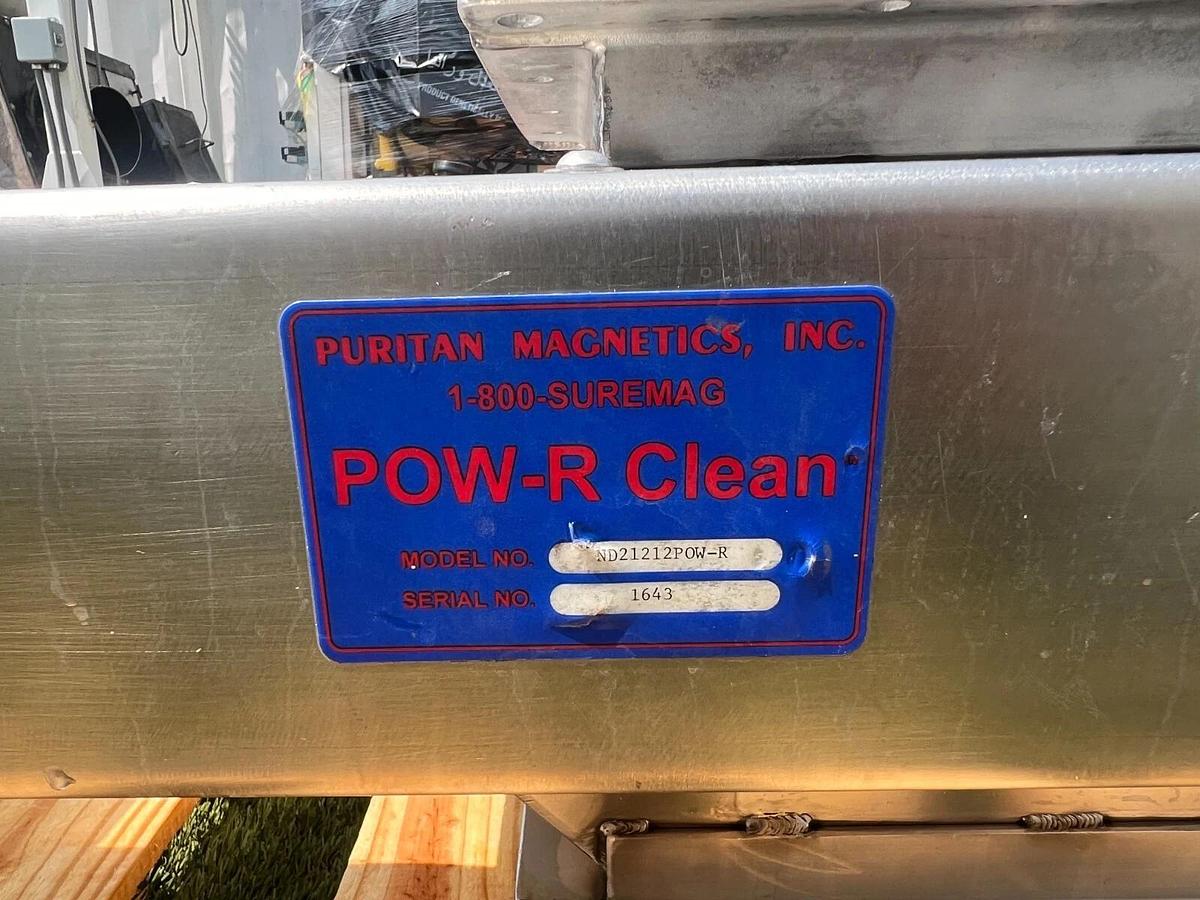 PURITAN MAGNETICS, INC.
1-800-SUREMAG
POW-R Clean
MODEL NO. ND21212POW-R
SERIAL NO. 1643